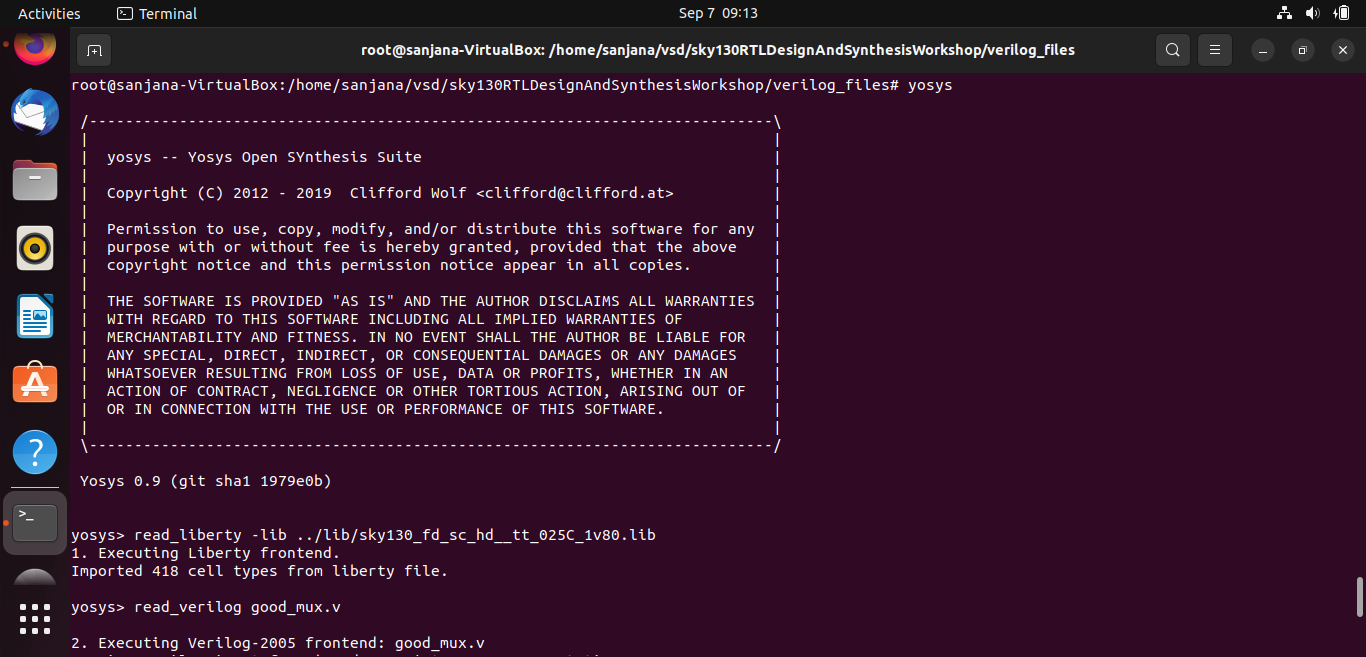 Activities Terminal Sep 7 09:13
root@sanjana-VirtualBox: /home/sanjana/vsd/sky130RTLDesignAndSynthesisWorkshop/verilog_files
root@sanjana-VirtualBox:/home/sanjana/vsd/sky130RTLDesignAndSynthesisWorkshop/verilog_files# yosys
/----------------------------------------------------------------------------\
| |
| yosys -- Yosys Open SYnthesis Suite |
| |
| Copyright (C) 2012 - 2019 Clifford Wolf <clifford@clifford.at> |
| |
| Permission to use, copy, modify, and/or distribute this software for any |
| purpose with or without fee is hereby granted, provided that the above |
| copyright notice and this permission notice appear in all copies. |
| |
| THE SOFTWARE IS PROVIDED "AS IS" AND THE AUTHOR DISCLAIMS ALL WARRANTIES |
| WITH REGARD TO THIS SOFTWARE INCLUDING ALL IMPLIED WARRANTIES OF |
| MERCHANTABILITY AND FITNESS. IN NO EVENT SHALL THE AUTHOR BE LIABLE FOR |
| ANY SPECIAL, DIRECT, INDIRECT, OR CONSEQUENTIAL DAMAGES OR ANY DAMAGES |
| WHATSOEVER RESULTING FROM LOSS OF USE, DATA OR PROFITS, WHETHER IN AN |
| ACTION OF CONTRACT, NEGLIGENCE OR OTHER TORTIOUS ACTION, ARISING OUT OF |
| OR IN CONNECTION WITH THE USE OR PERFORMANCE OF THIS SOFTWARE. |
| |
\----------------------------------------------------------------------------/
Yosys 0.9 (git sha1 1979e0b)
yosys> read_liberty -lib ../lib/sky130_fd_sc_hd__tt_025C_1v80.lib
1. Executing Liberty frontend.
Imported 418 cell types from liberty file.
yosys> read_verilog good_mux.v
2. Executing Verilog-2005 frontend: good_mux.v